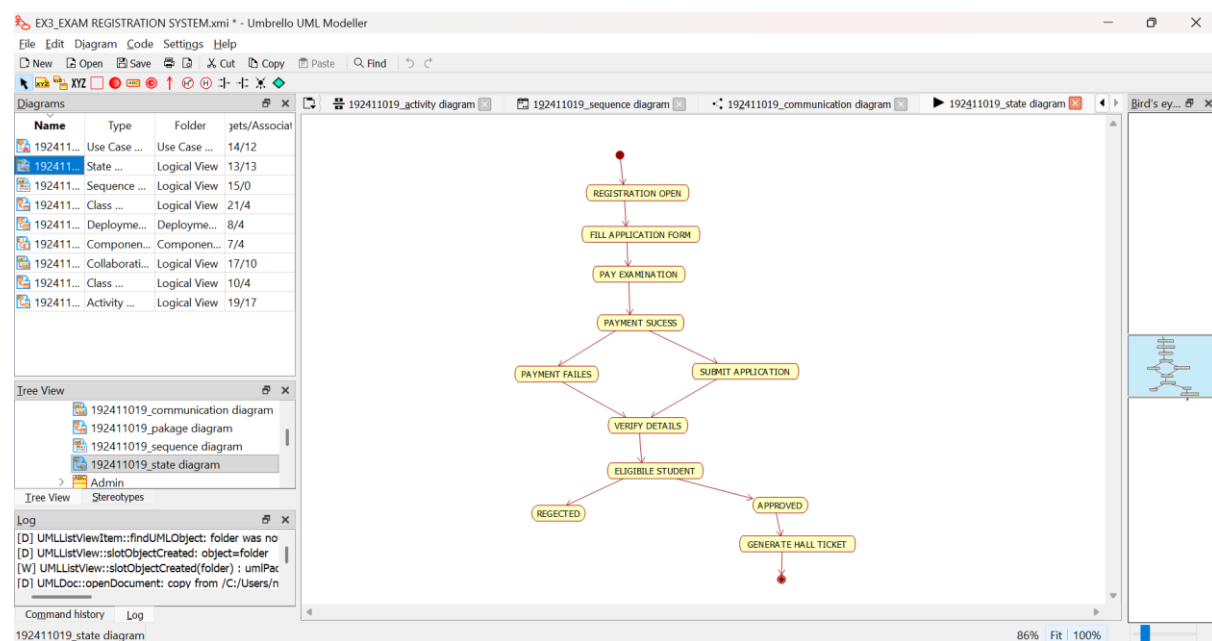 EX3_EXAM REGISTRATION SYSTEM.xmi * - Umbrello UML Modeller
File Edit Diagram Code Settings Help
New Open Save Cut Copy Paste Find
XYZ XYZ
Diagrams
192411019_activity diagram 192411019_sequence diagram 192411019_communication diagram 192411019_state diagram
Bird's ey...
Name Type Folder gets/Associat
192411... Use Case ... Use Case ... 14/12
192411... State ... Logical View 13/13
192411... Sequence ... Logical View 15/0
192411... Class ... Logical View 21/4
192411... Deployme... Deployme... 8/4
192411... Componen... Componen... 7/4
192411... Collaborati... Logical View 17/10
192411... Class ... Logical View 10/4
192411... Activity ... Logical View 19/17
REGISTRATION OPEN
FILL APPLICATION FORM
PAY EXAMINATION
PAYMENT SUCESS
PAYMENT FAILES
SUBMIT APPLICATION
VERIFY DETAILS
ELIGIBILE STUDENT
REGECTED
APPROVED
GENERATE HALL TICKET
Tree View
192411019_communication diagram
192411019_pakage diagram
192411019_sequence diagram
192411019_state diagram
Admin
Tree View Stereotypes
Log
[D] UMLListViewItem::findUMLObject: folder was no
[D] UMLListView::slotObjectCreated: object=folder
[W] UMLListView::slotObjectCreated(folder) : umlPac
[D] UMLDoc::openDocument: copy from /C:/Users/n
Command history Log
192411019_state diagram
86% Fit 100%